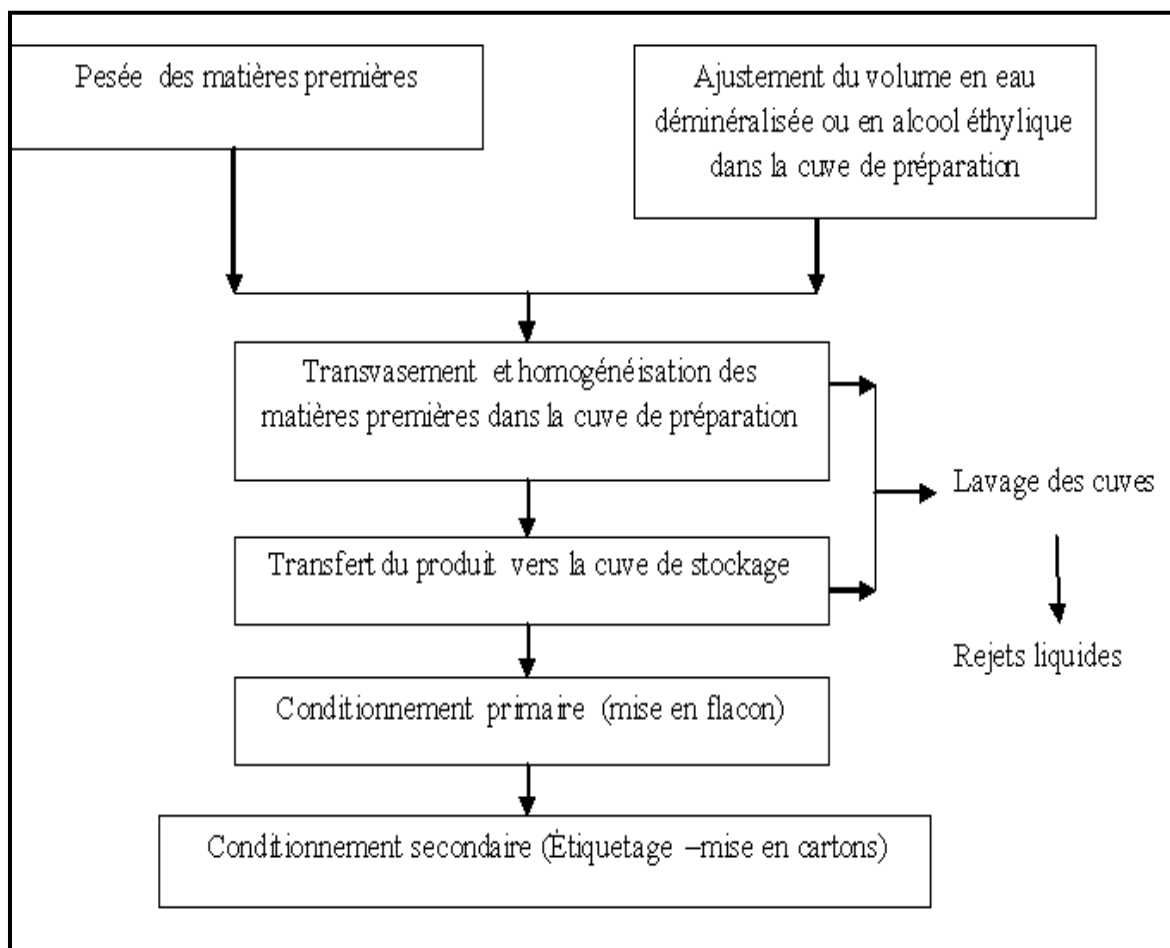 Pesée des matières premières
Ajustement du volume en eau
déminéralisée ou en alcool éthylique
dans la cuve de préparation
Transvasement et homogénéisation des
matières premières dans la cuve de préparation
Lavage des cuves
Transfert du produit vers la cuve de stockage
Rejets liquides
Conditionnement primaire (mise en flacon)
Conditionnement secondaire (Étiquetage –mise en cartons)